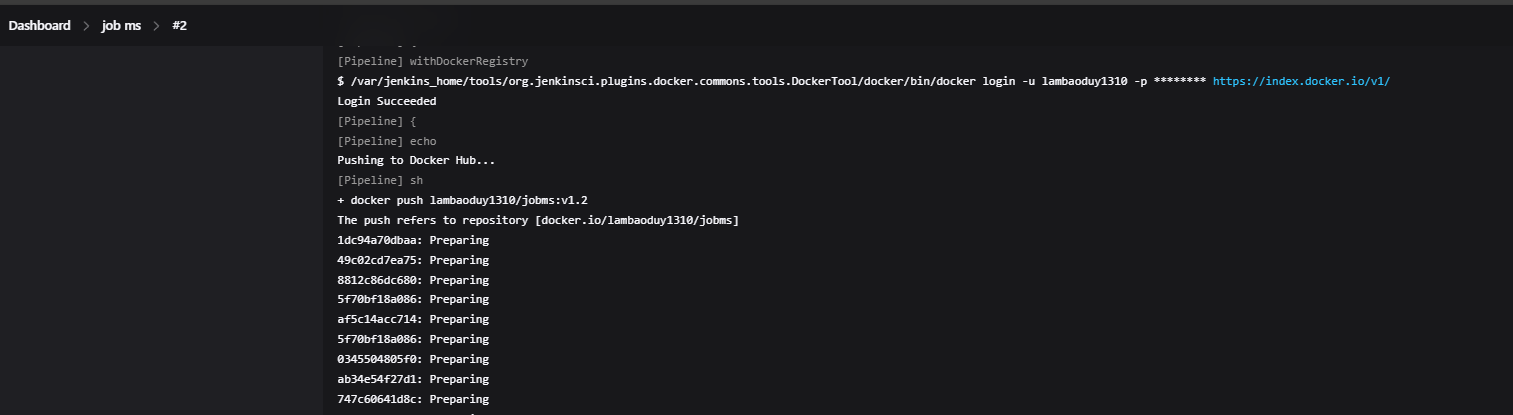 Dashboard > job ms > #2
[Pipeline] withDockerRegistry
$ /var/jenkins_home/tools/org.jenkinsci.plugins.docker.commons.tools.DockerTool/docker/bin/docker login -u lambaoduy1310 -p ******** https://index.docker.io/v1/
Login Succeeded
[Pipeline] {
[Pipeline] echo
Pushing to Docker Hub...
[Pipeline] sh
+ docker push lambaoduy1310/jobms:v1.2
The push refers to repository [docker.io/lambaoduy1310/jobms]
1dc94a70dbaa: Preparing
49c02cd7ea75: Preparing
8812c86dc680: Preparing
5f70bf18a086: Preparing
af5c14acc714: Preparing
5f70bf18a086: Preparing
0345504805f0: Preparing
ab34e54f27d1: Preparing
747c60641d8c: Preparing